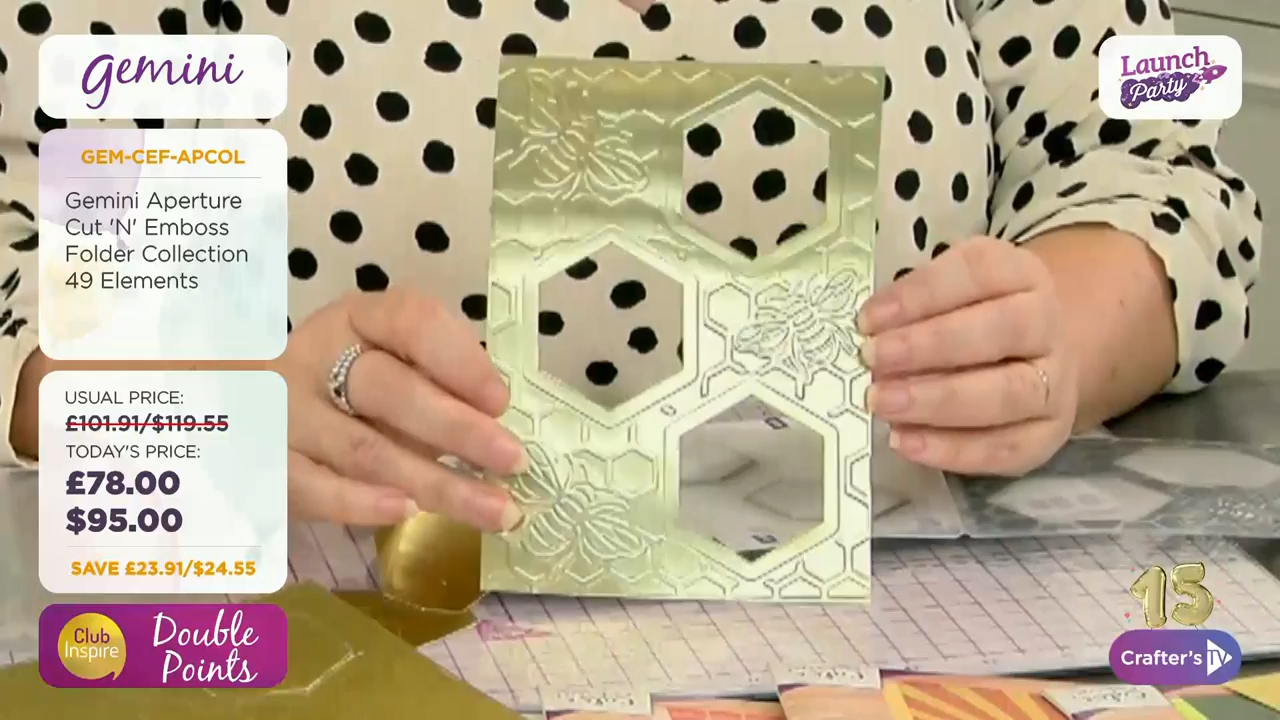 gemini
GEM-CEF-APCOL
Gemini Aperture
Cut 'N' Emboss
Folder Collection
49 Elements
USUAL PRICE:
£101.91/$119.55
TODAY'S PRICE:
£78.00
$95.00
SAVE £23.91/$24.55
Club
Inspire
Double
Points
Launch
Party
15
Crafter's TV